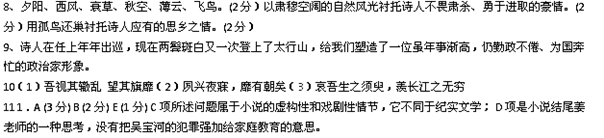 8、夕阳、西风、衰草、秋空、薄云、飞鸟。(2分）以肃穆空阔的自然风光衬托诗人不畏肃杀、勇于进取的豪情。(2
分）用孤鸟还巢衬托诗人应有的思乡之情。(2分）
9、诗人在任上年年出巡，现在两鬓斑白又一次登上了太行山，给我们塑造了一位虽年事渐高，仍勤政不倦、为国奔
忙的政治家形象。
10（1）吾视其辙乱 望其旗靡（2）夙兴夜寐，靡有朝矣（3）哀吾生之须臾，羡长江之无穷
111．A (3分) B (2分) E (1分) C 项所述问题属于小说的虚构性和戏剧性情节，它不同于纪实文学；D 项是小说结尾姜
老师的一种思考，没有把吴宝河的犯罪强加给家庭教育的意思。